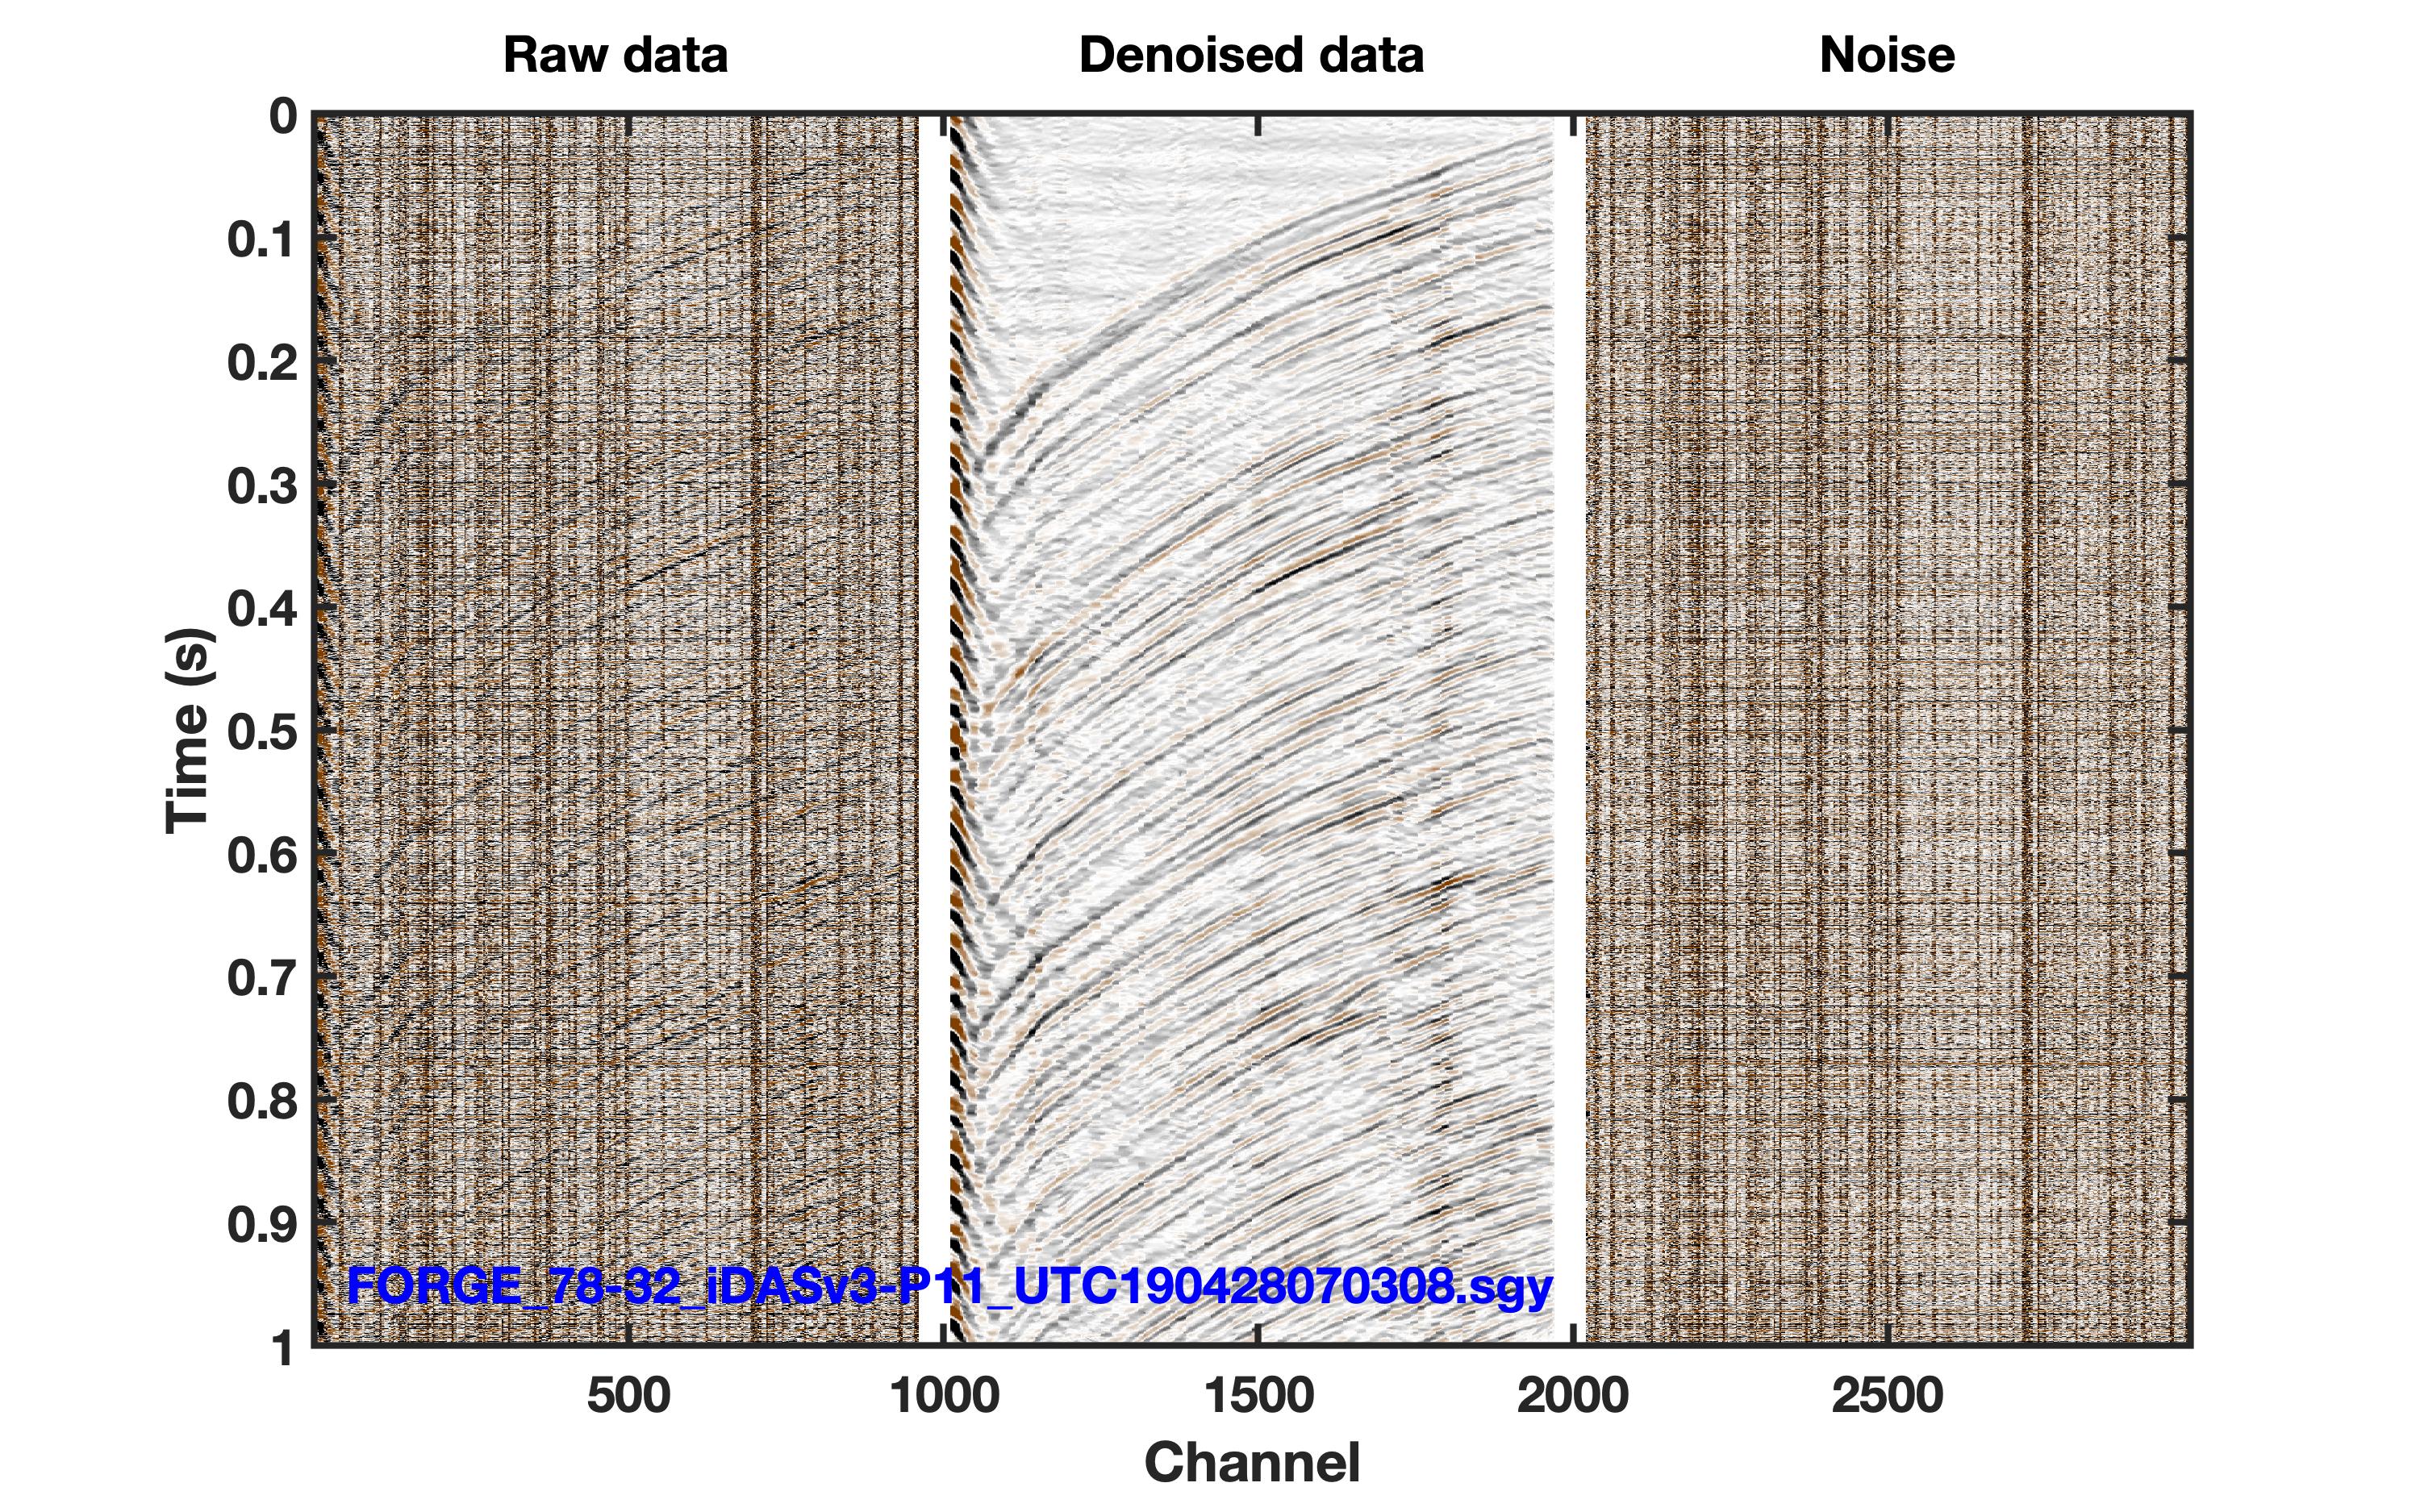 Raw data
Denoised data
Noise
0
0.1
0.2
0.3
0.4
0.5
0.6
0.7
0.8
0.9
1
Time (s)
FORGE_78-32_iDASv3-P11_UTC190428070308.sgy
500
1000
1500
2000
2500
Channel